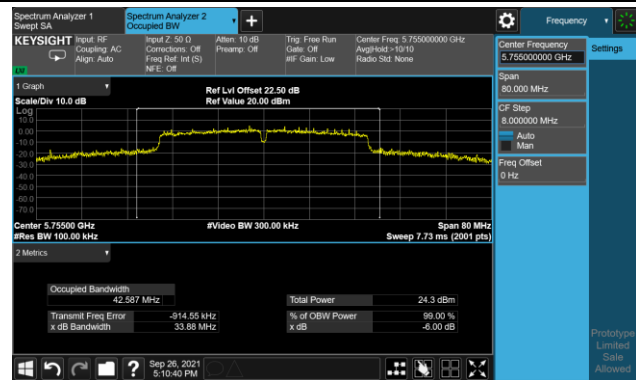 Spectrum Analyzer 1
Swept SA
Spectrum Analyzer 2
Occupied BW
Frequency
KEYSIGHT
LW
Input: RF
Coupling: AC
Align: Auto
Input Z: 50 Ω
Corrections: Off
Freq Ref: Int (S)
NFE: Off
Atten: 10 dB
Preamp: Off
Trig: Free Run
Gate: Off
#IF Gain: Low
Center Freq: 5.755000000 GHz
Avg|Hold:>10/10
Radio Std: None
Center Frequency
5.755000000 GHz
Settings
Span
80.000 MHz
CF Step
8.000000 MHz
Auto
Man
Freq Offset
0 Hz
1 Graph
Scale/Div 10.0 dB
Ref Lvl Offset 22.50 dB
Ref Value 20.00 dBm
Log
10.0
0.00
-10.0
-20.0
-30.0
-40.0
-50.0
-60.0
-70.0
Center 5.75500 GHz
#Res BW 100.00 kHz
#Video BW 300.00 kHz
Span 80 MHz
Sweep 7.73 ms (2001 pts)
2 Metrics
Occupied Bandwidth
42.587 MHz
Total Power 24.3 dBm
Transmit Freq Error -914.55 kHz
% of OBW Power 99.00 %
x dB Bandwidth 33.88 MHz
x dB -6.00 dB
Prototype
Limited
Sale
Allowed
?
Sep 26, 2021
5:10:40 PM